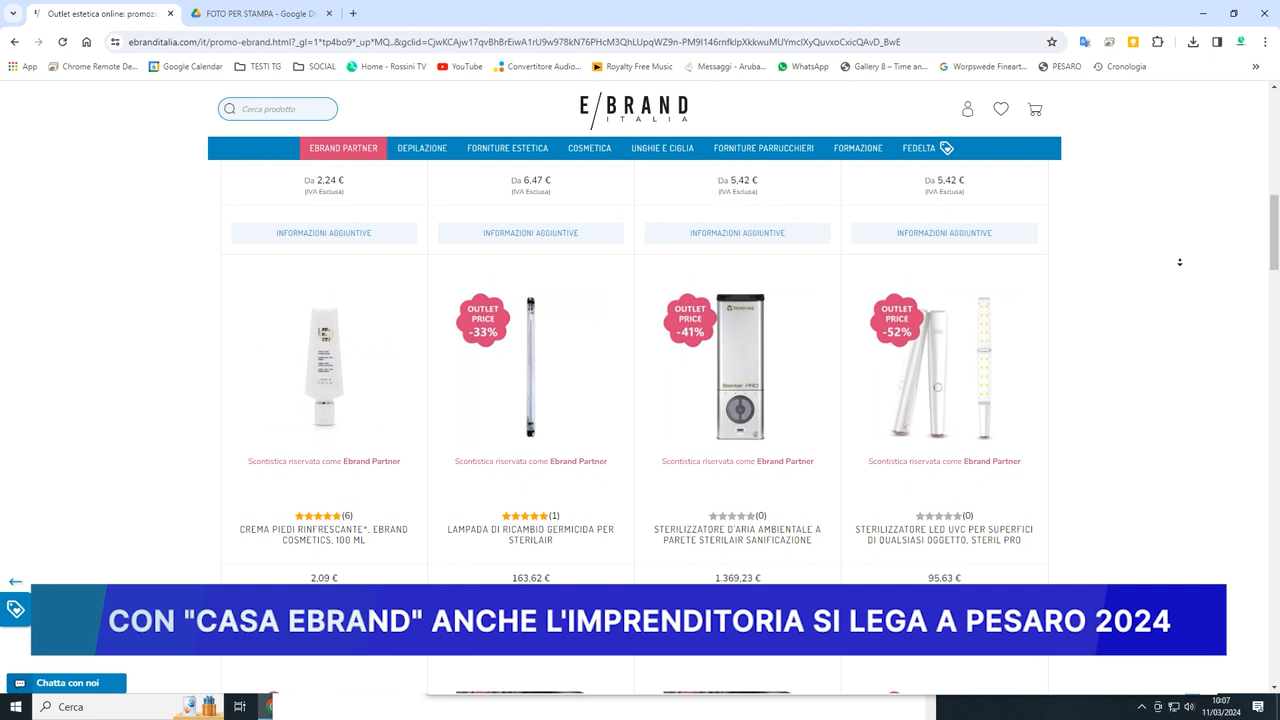 Outlet estetica online: promozio
FOTO PER STAMPA - Google D
ebranditalia.com/it/promo-ebrand.html?_gl=1*tp4bo9*_up*MQ..&gclid=CjwKCAjw17qvBhBrEiwA1rU9w978kN76PHcM3QhLUpqWZ9n-PM9I146rnfklpXkkwuMUYmclXyQuvxoCxicQAvD_BwE
App
Chrome Remote De...
Google Calendar
TESTI TG
SOCIAL
Home - Rossini TV
YouTube
Convertitore Audio...
Royalty Free Music
Messaggi - Aruba...
WhatsApp
Gallery 8 – Time an...
Worpswede Fineart...
PESARO
Cronologia
Cerca prodotto
E/BRAND
ITALIA
EBRAND PARTNER DEPILAZIONE FORNITURE ESTETICA COSMETICA UNGHIE E CIGLIA FORNITURE PARRUCCHIERI FORMAZIONE FEDELTA
Da 2,24 € Da 6,47 € Da 5,42 € Da 5,42 €
(IVA Esclusa) (IVA Esclusa) (IVA Esclusa) (IVA Esclusa)
INFORMAZIONI AGGIUNTIVE INFORMAZIONI AGGIUNTIVE INFORMAZIONI AGGIUNTIVE INFORMAZIONI AGGIUNTIVE
OUTLET
PRICE
-33%
OUTLET
PRICE
-41%
Sterilair PRO
OUTLET
PRICE
-52%
Scontistica riservata come Ebrand Partner
Scontistica riservata come Ebrand Partner
Scontistica riservata come Ebrand Partner
Scontistica riservata come Ebrand Partner
(6)
CREMA PIEDI RINFRESCANTE*, EBRAND
COSMETICS, 100 ML
(1)
LAMPADA DI RICAMBIO GERMICIDA PER
STERILAIR
(0)
STERILIZZATORE D'ARIA AMBIENTALE A
PARETE STERILAIR SANIFICAZIONE
(0)
STERILIZZATORE LED UVC PER SUPERFICI
DI QUALSIASI OGGETTO, STERIL PRO
2,09 € 163,62 € 1.369,23 € 95,63 €
CON "CASA EBRAND" ANCHE L'IMPRENDITORIA SI LEGA A PESARO 2024
Chatta con noi
Cerca
10:07
11/03/2024